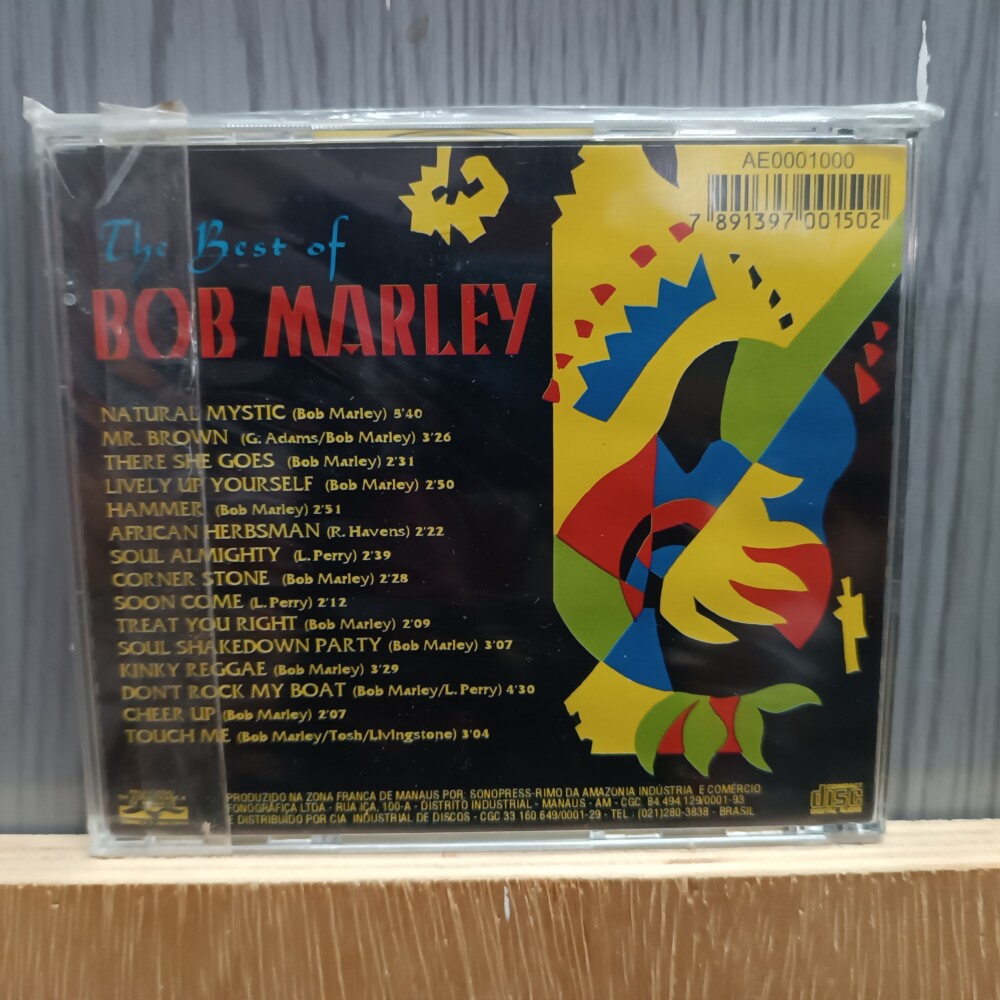 AE0001000
7 891397 001502
The Best of
BOB MARLEY
NATURAL MYSTIC (Bob Marley) 5'40
MR. BROWN (G. Adams/Bob Marley) 3'26
THERE SHE GOES (Bob Marley) 2'31
LIVELY UP YOURSELF (Bob Marley) 2'50
HAMMER (Bob Marley) 2'51
AFRICAN HERBSMAN (R. Havens) 2'22
SOUL ALMIGHTY (L. Perry) 2'39
CORNER STONE (Bob Marley) 2'28
SOON COME (L. Perry) 2'12
TREAT YOU RIGHT (Bob Marley) 2'09
SOUL SHAKEDOWN PARTY (Bob Marley) 3'07
KINKY REGGAE (Bob Marley) 3'29
DON'T ROCK MY BOAT (Bob Marley/L. Perry) 4'30
CHEER UP (Bob Marley) 2'07
TOUCH ME (Bob Marley/Tosh/Livingstone) 3'04
PRODUZIDO NA ZONA FRANCA DE MANAUS POR SONOPRESS-RIMO DA AMAZONIA INDÚSTRIA E COMÉRCIO
FONOGRÁFICA LTDA - RUA IÇA, 100-A - DISTRITO INDUSTRIAL - MANAUS - AM - CGC 84 494 129/0001-93
E DISTRIBUÍDO POR CIA INDUSTRIAL DE DISCOS - CGC 33 160 649/0001-29 - TEL: (021)280-3838 - BRASIL
disc